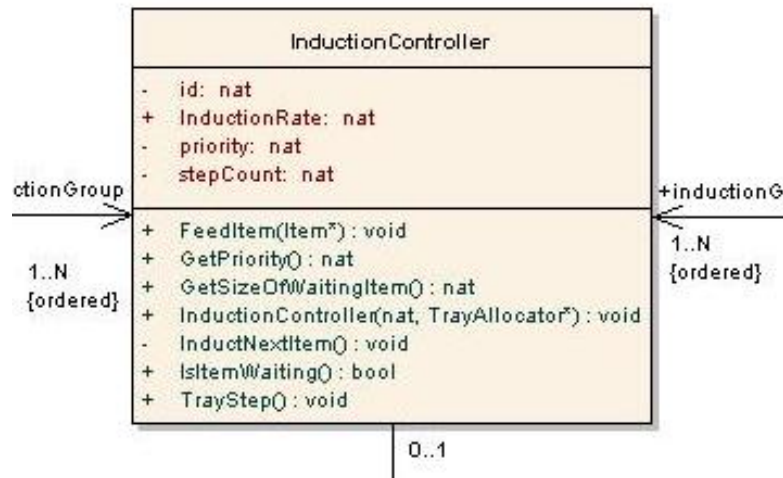 InductionController
- id: nat
+ InductionRate: nat
- priority: nat
- stepCount: nat
ctionGroup
1..N
{ordered}
+inductionG
1..N
{ordered}
+ FeedItem(Item*) : void
+ GetPriority() : nat
+ GetSizeOfWaitingItem() : nat
+ InductionController(nat, TrayAllocator*) : void
- InductNextItem() : void
+ IsItemWaiting() : bool
+ TrayStep() : void
0..1